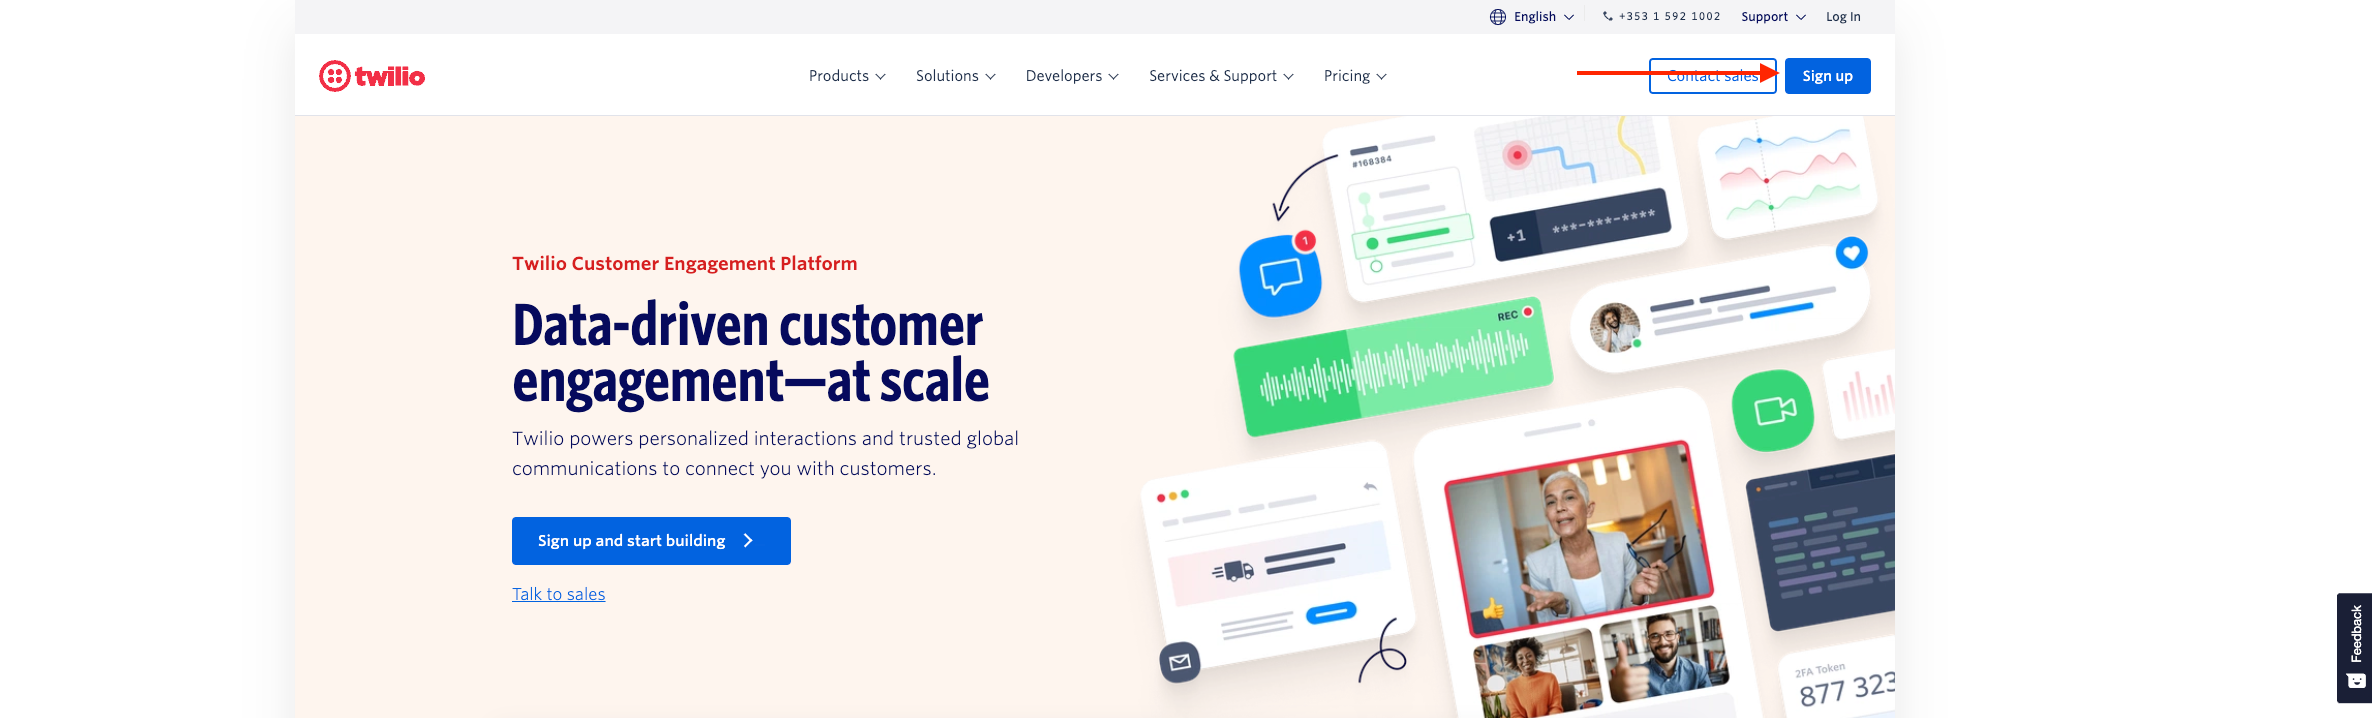 English
+353 1 592 1002
Support
Log In
twilio
Products
Solutions
Developers
Services & Support
Pricing
Contact sales
Sign up
#168384
+1 ***-***-****
1
REC
Twilio Customer Engagement Platform
Data-driven customer
engagement—at scale
Twilio powers personalized interactions and trusted global
communications to connect you with customers.
Sign up and start building
Talk to sales
2FA Token
877 323
Feedback